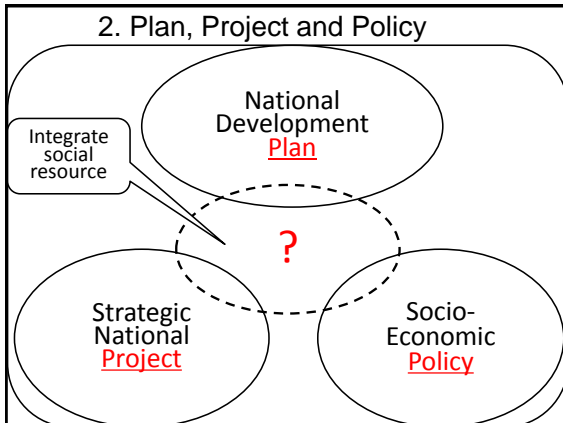 2. Plan, Project and Policy
National
Development
Plan
Integrate
social
resource
?
Strategic
National
Project
Socio-
Economic
Policy